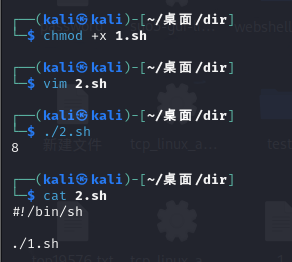 ┌──(kali㉿kali)-[~/桌面/dir]
└─$ chmod +x 1.sh
┌──(kali㉿kali)-[~/桌面/dir]
└─$ vim 2.sh
┌──(kali㉿kali)-[~/桌面/dir]
└─$ ./2.sh
8
┌──(kali㉿kali)-[~/桌面/dir]
└─$ cat 2.sh
#!/bin/sh
./1.sh
新建文件
tcp_linux_a...
webshell